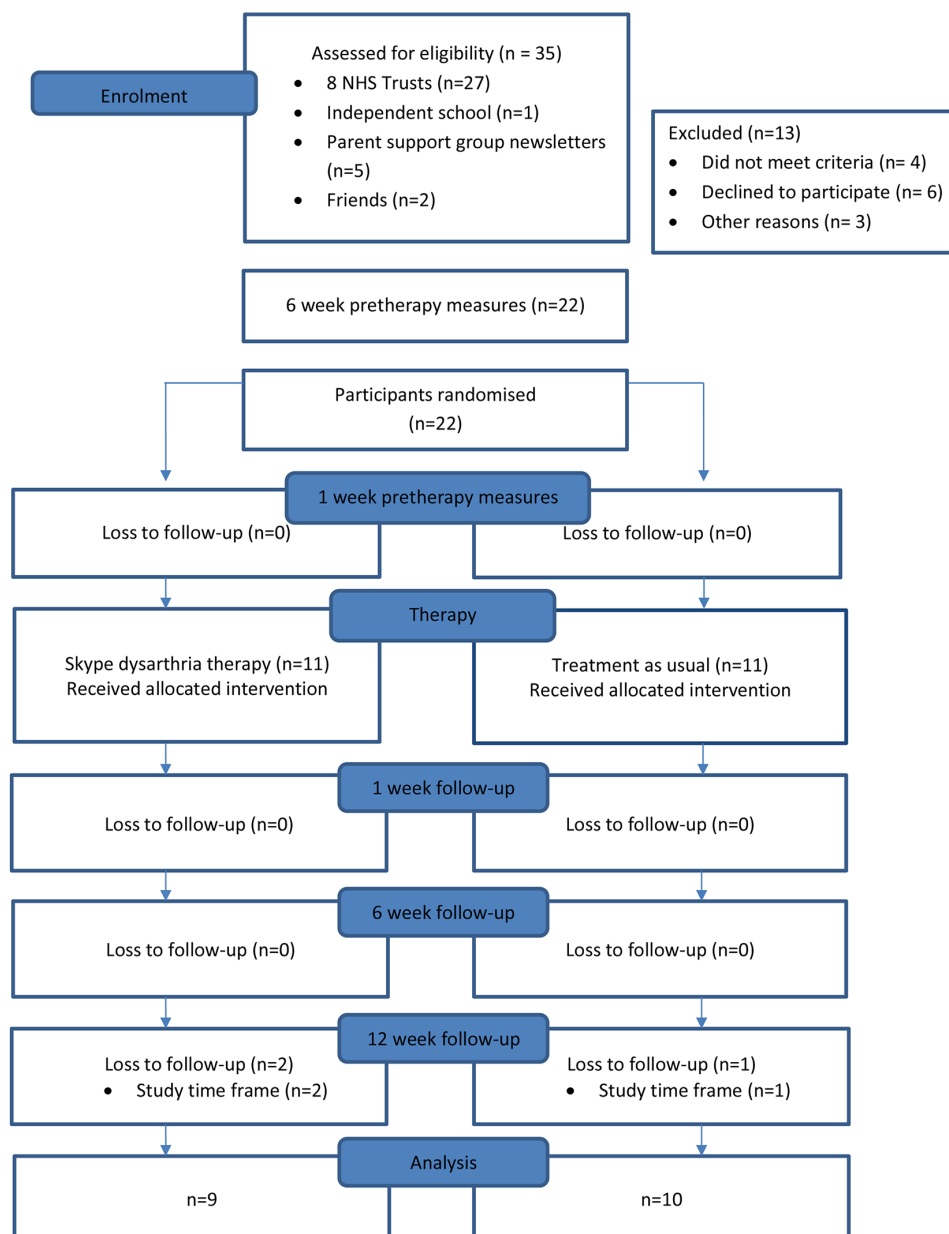 Assessed for eligibility (n = 35)
• 8 NHS Trusts (n=27)
• Independent school (n=1)
• Parent support group newsletters
(n=5)
• Friends (n=2)
Enrolment
Excluded (n=13)
• Did not meet criteria (n= 4)
• Declined to participate (n= 6)
• Other reasons (n= 3)
6 week pretherapy measures (n=22)
Participants randomised
(n=22)
1 week pretherapy measures
Loss to follow-up (n=0)
Loss to follow-up (n=0)
Therapy
Skype dysarthria therapy (n=11)
Received allocated intervention
Treatment as usual (n=11)
Received allocated intervention
1 week follow-up
Loss to follow-up (n=0)
Loss to follow-up (n=0)
6 week follow-up
Loss to follow-up (n=0)
Loss to follow-up (n=0)
12 week follow-up
Loss to follow-up (n=2)
• Study time frame (n=2)
Loss to follow-up (n=1)
• Study time frame (n=1)
Analysis
n=9
n=10